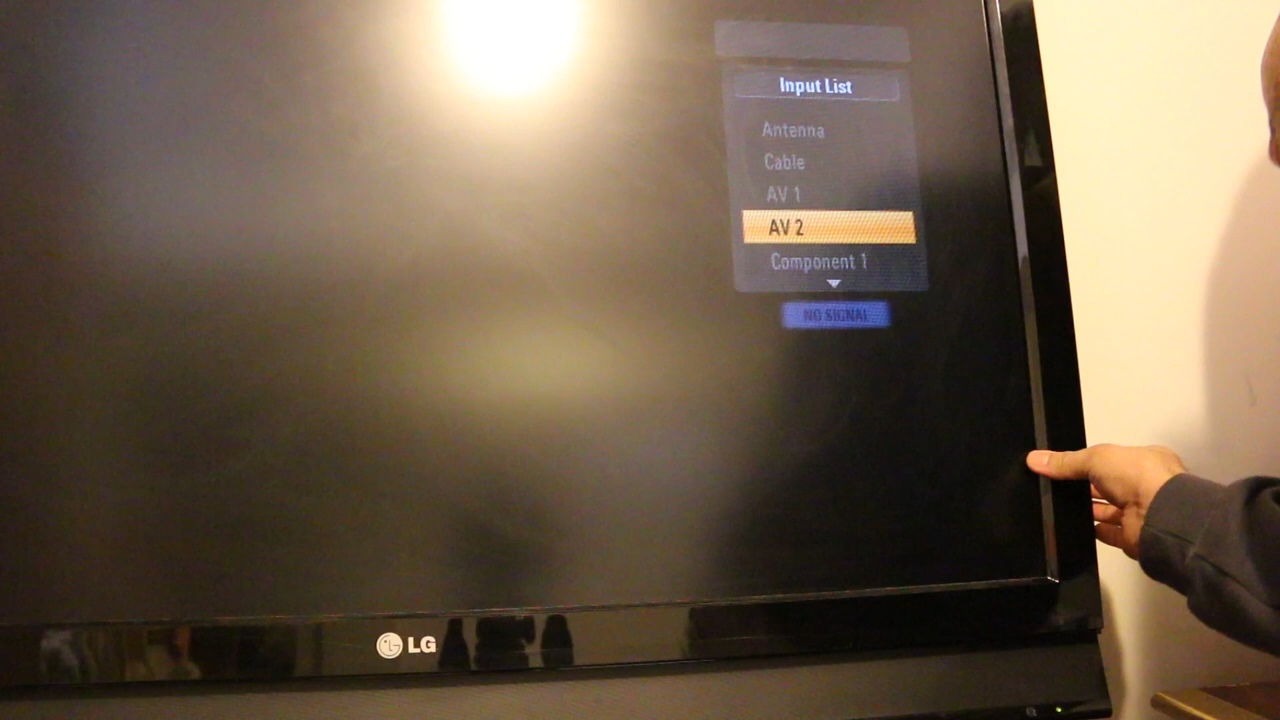 Input List
Antenna
Cable
AV 1
AV 2
Component 1
NO SIGNAL
LG